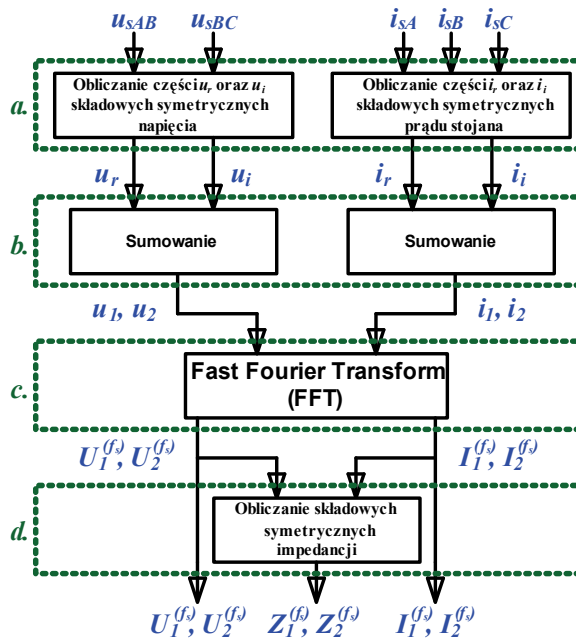 u_sAB u_sBC i_sA i_sB i_sC
a.
Obliczanie części u_r oraz u_i
składowych symetrycznych
napięcia
Obliczanie części i_r oraz i_i
składowych symetrycznych
prądu stojana
u_r u_i i_r i_i
b.
Sumowanie
Sumowanie
u_1, u_2 i_1, i_2
c.
Fast Fourier Transform
(FFT)
U_1^(f_s), U_2^(f_s) I_1^(f_s), I_2^(f_s)
d.
Obliczanie składowych
symetrycznych
impedancji
U_1^(f_s), U_2^(f_s) Z_1^(f_s), Z_2^(f_s) I_1^(f_s), I_2^(f_s)